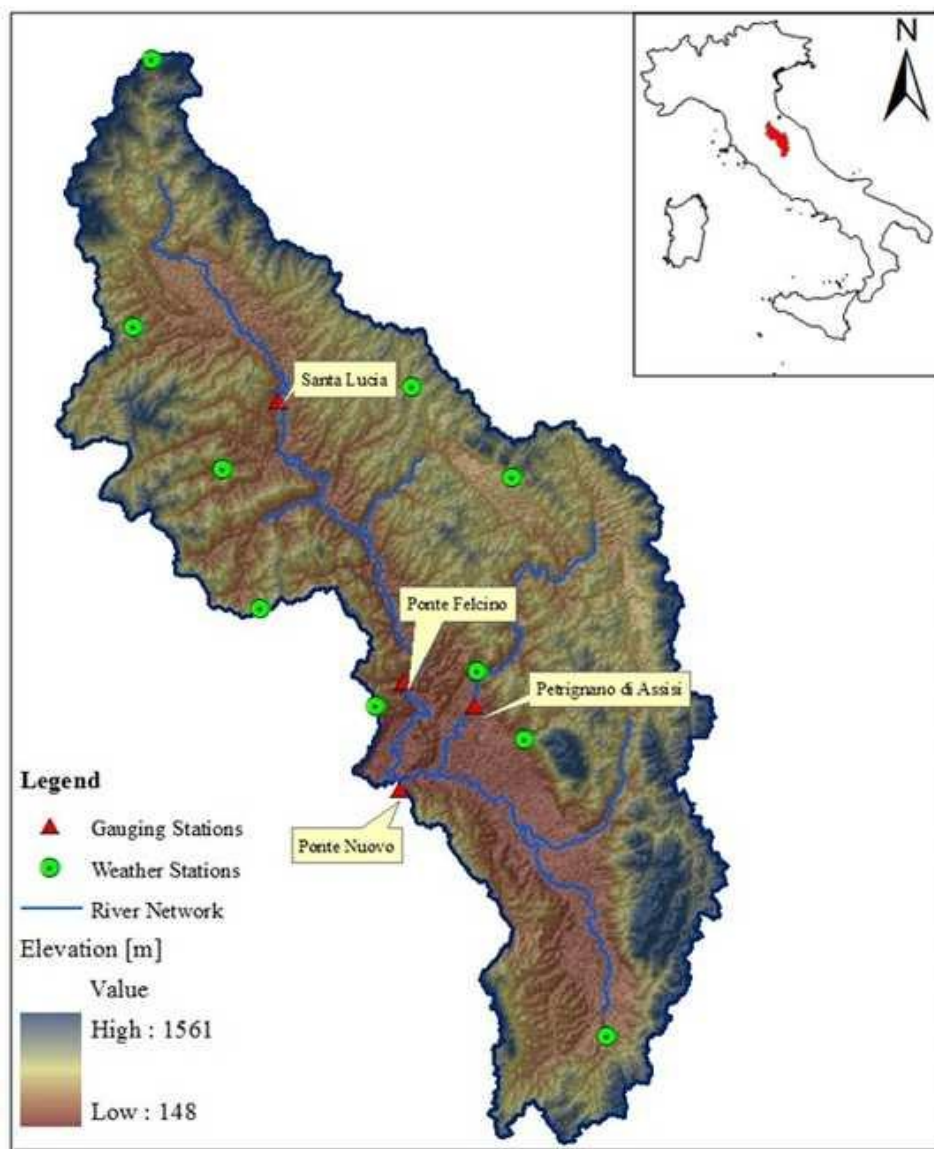 N
Santa Lucia
Ponte Felcino
Petrignano di Assisi
Ponte Nuovo
Legend
Gauging Stations
Weather Stations
River Network
Elevation [m]
Value
High : 1561
Low : 148